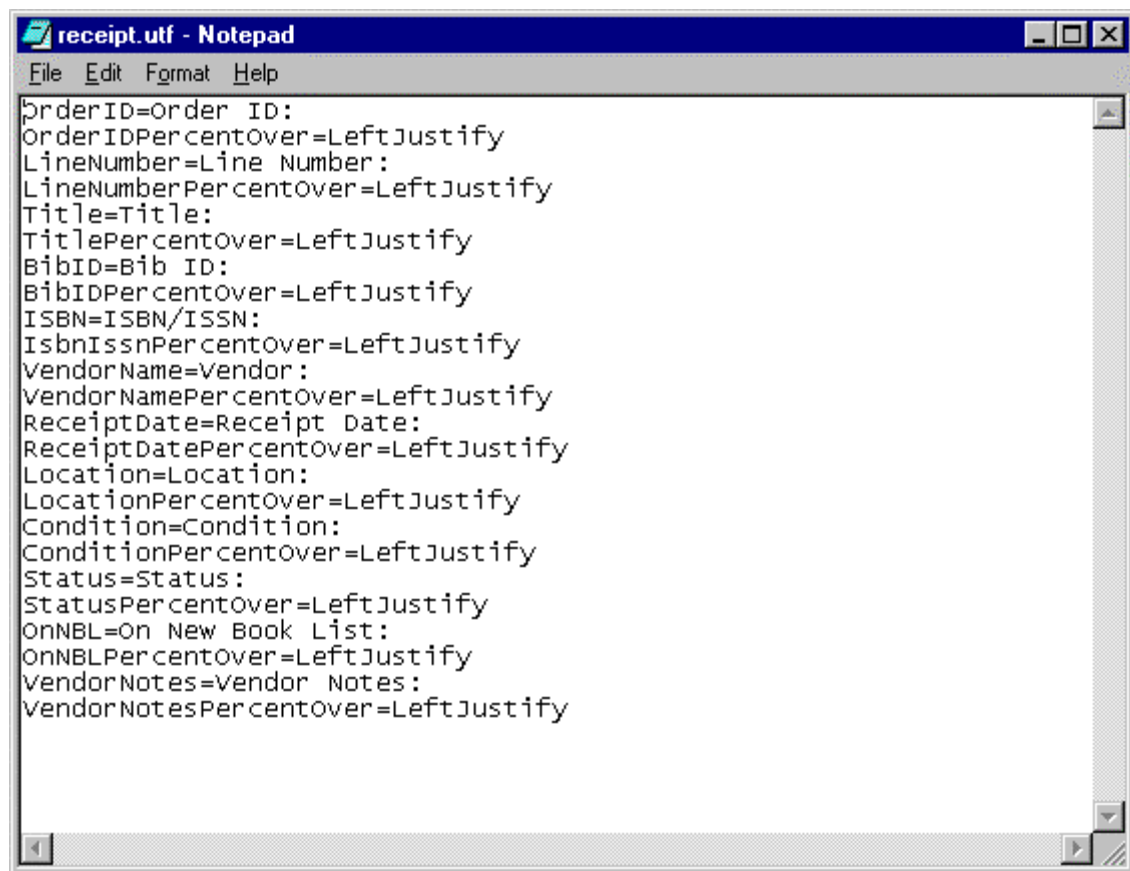 receipt.utf - Notepad
File Edit Format Help
OrderID=Order ID:
OrderIDPercentOver=LeftJustify
LineNumber=Line Number:
LineNumberPercentOver=LeftJustify
Title=Title:
TitlePercentOver=LeftJustify
BibID=Bib ID:
BibIDPercentOver=LeftJustify
ISBN=ISBN/ISSN:
IsbnIssnPercentOver=LeftJustify
VendorName=Vendor:
VendorNamePercentOver=LeftJustify
ReceiptDate=Receipt Date:
ReceiptDatePercentOver=LeftJustify
Location=Location:
LocationPercentOver=LeftJustify
Condition=Condition:
ConditionPercentOver=LeftJustify
Status=Status:
StatusPercentOver=LeftJustify
OnNBL=On New Book List:
OnNBLPercentOver=LeftJustify
VendorNotes=Vendor Notes:
VendorNotesPercentOver=LeftJustify